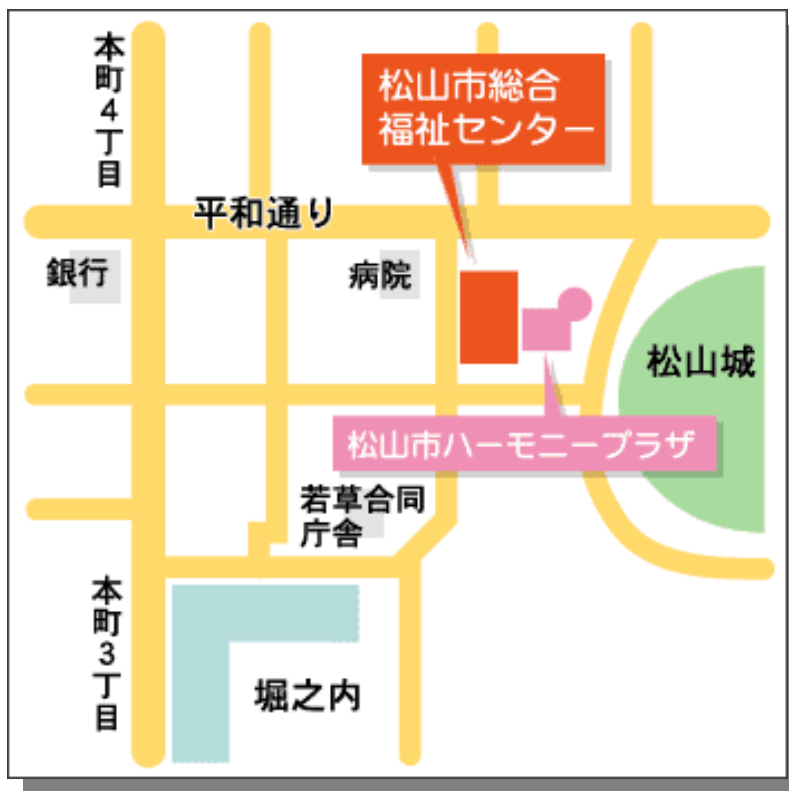 本町4丁目
松山市総合
福祉センター
平和通り
銀行
病院
松山城
松山市ハーモニープラザ
若草合同
庁舎
本町3丁目
堀之内